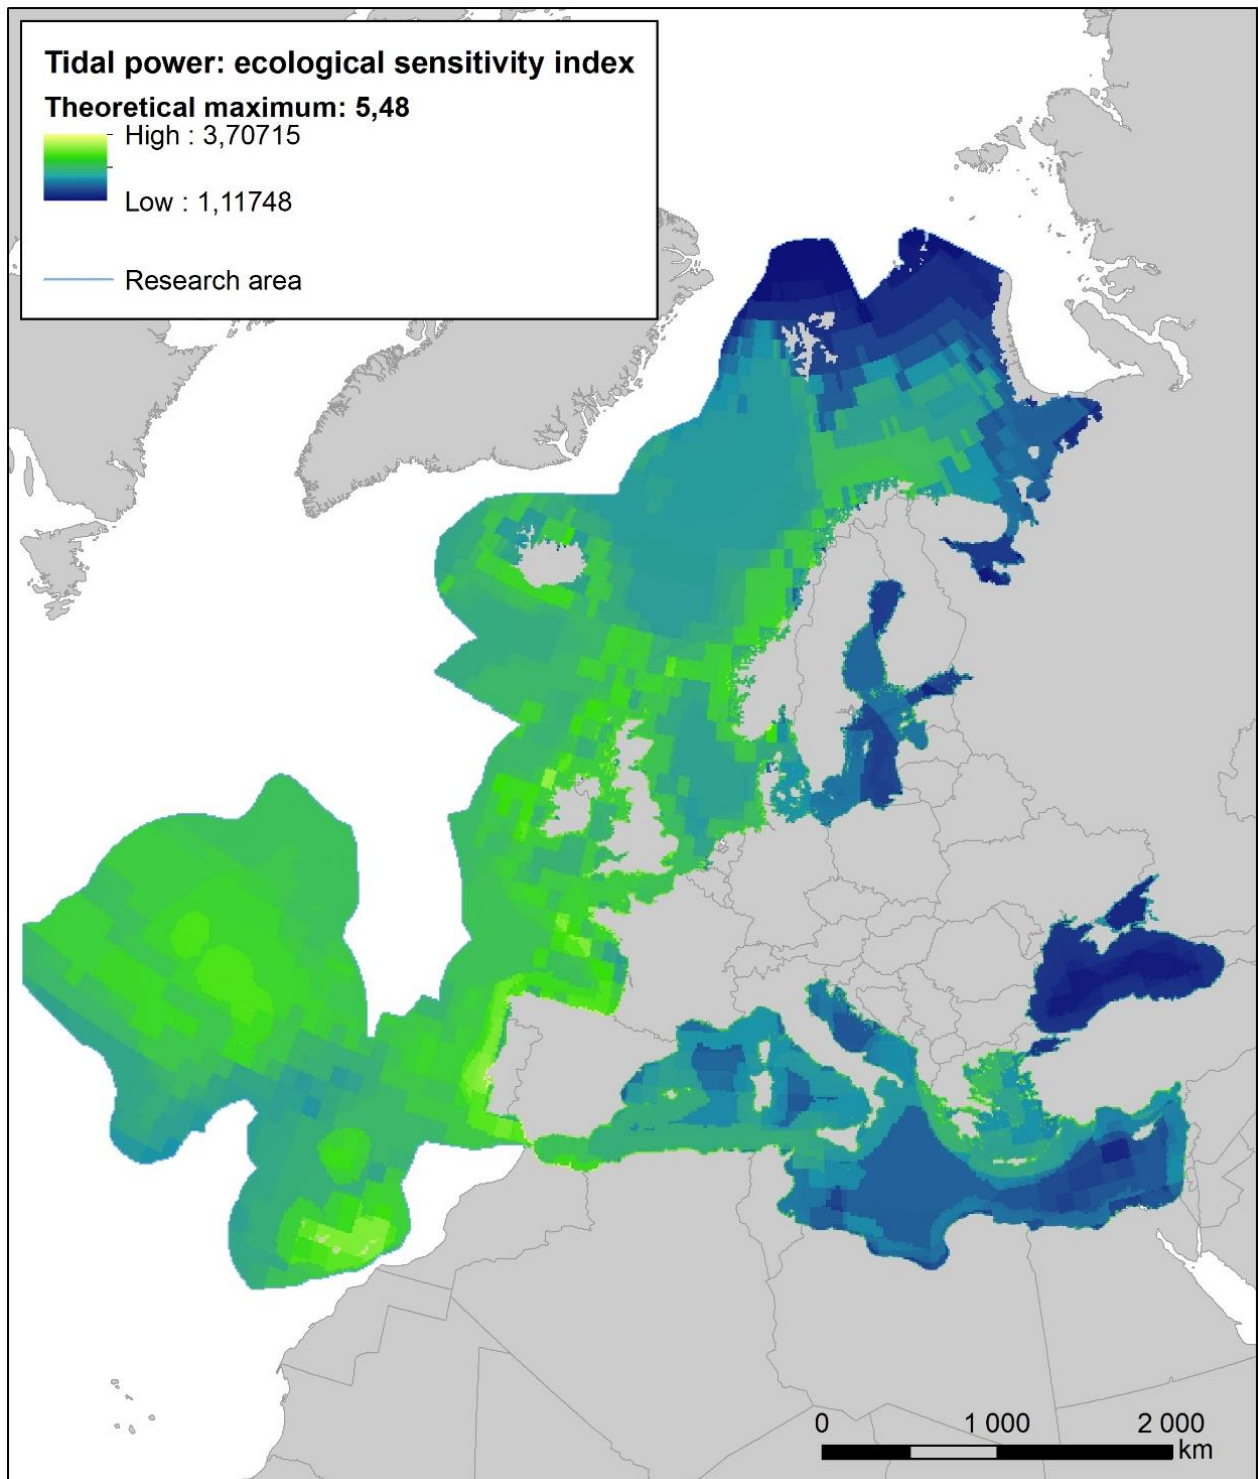 Tidal power: ecological sensitivity index
Theoretical maximum: 5,48
High : 3,70715
Low : 1,11748
Research area
0 1 000 2 000
km